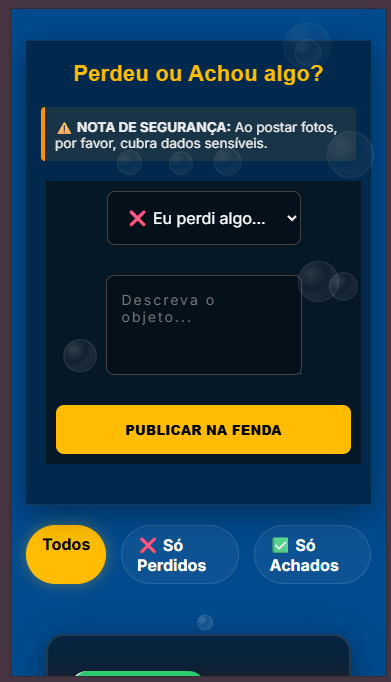 Perdeu ou Achou algo?
⚠️ NOTA DE SEGURANÇA: Ao postar fotos,
por favor, cubra dados sensíveis.
❌ Eu perdi algo...
Descreva o
objeto...
PUBLICAR NA FENDA
Todos
❌ Só
Perdidos
✅ Só
Achados